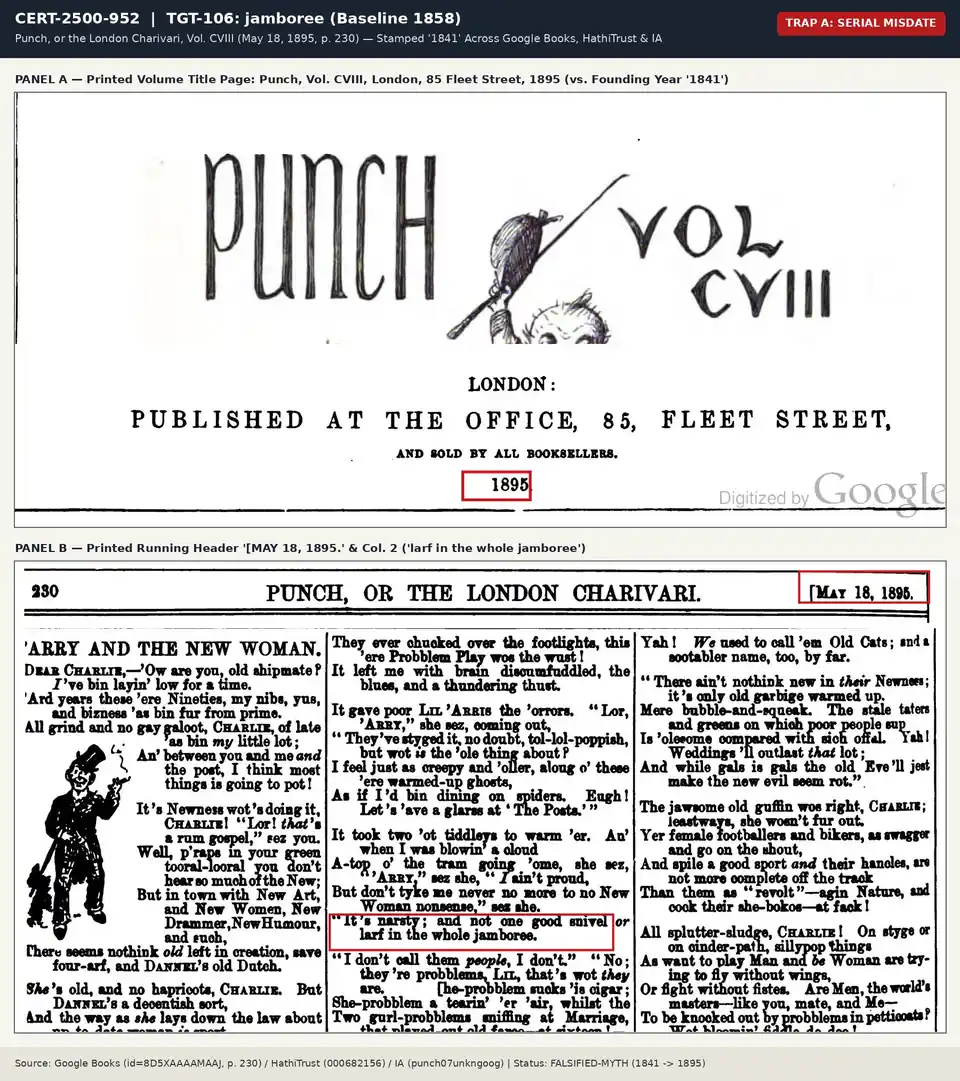 CERT-2500-952 | TGT-106: jamboree (Baseline 1858)
Punch, or the London Charivari, Vol. CVIII (May 18, 1895, p. 230) — Stamped '1841' Across Google Books, HathiTrust & IA
TRAP A: SERIAL MISDATE
PANEL A — Printed Volume Title Page: Punch, Vol. CVIII, London, 85 Fleet Street, 1895 (vs. Founding Year '1841')
PUNCH
VOL
CVIII
LONDON:
PUBLISHED AT THE OFFICE, 85, FLEET STREET,
AND SOLD BY ALL BOOKSELLERS.
1895
Digitized by Google
PANEL B — Printed Running Header '[MAY 18, 1895.' & Col. 2 ('larf in the whole jamboree')
230
PUNCH, OR THE LONDON CHARIVARI.
[MAY 18, 1895.
'ARRY AND THE NEW WOMAN.
DEAR CHARLIE,—'Ow are you, old shipmate?
I've bin layin' low for a time.
'Ard years these 'ere Nineties, my nibs, yus,
and bizness 'as bin fur from prime.
All grind and no gay galoot, CHARLIE, of late
'as bin my little lot;
An' between you and me and
the post, I think most
things is going to pot!
It's Newness wot's doing it,
CHARLIE! "Lor! that's
a rum gospel," sez you.
Well, p'raps in your green
tooral-looral you don't
hear so much of the New;
But in town with New Art,
and New Women, New
Drammer, New Humour,
and such,
There seems nothink old left in creation, save
four-arf, and DANNEL's old Dutch.
She's old, and no hapricots, CHARLIE. But
DANNEL's a decentish sort,
And the way as she lays down the law about
up-to-date women is sport.
They ever chucked over the footlights, this
'ere Problem Play wos the wust!
It left me with brain discumfuddled, the
blues, and a thundering thust.
It gave poor LIL 'ARRIS the 'orrors. "Lor,
'ARRY," she sez, coming out,
"They've styged it, no doubt, tol-lol-poppish,
but wot is the 'ole thing about?
I feel just as creepy and 'oller, along o' these
'ere warmed-up ghosts,
As if I'd bin dining on spiders. Eugh!
Let's 'ave a glarss at 'The Posts.'"
It took two 'ot tiddleys to warm 'er. An'
when I was blowin' a cloud
A-top o' the tram going 'ome, she sez,
"'ARRY," sez she, "I ain't proud,
But don't tyke me never no more to no New
Woman nonsense," sez she.
"It's narsty; and not one good snivel or
larf in the whole jamboree.
"I don't call them people, I don't." "No;
they're problems, LIL, that's wot they
are. [he-problem sucks 'is cigar;
She-problem a tearin' 'er 'air, whilst the
Two gurl-problems sniffing at Marriage,
Yah! We used to call 'em Old Cats; and a
sootabler name, too, by far.
"There ain't nothink new in their Newness;
it's only old garbige warmed up.
Mere bubble-and-squeak. The stale taters
and greens on which poor people sup
Is 'olesome compared with sich offal. Yah!
Weddings 'll outlast that lot;
And while gals is gals the old Eve 'll jest
make the new evil seem rot."
The jawsome old guffin wos right, CHARLIE;
leastways, she wosn't fur out.
Yer female footballers and bikers, as swagger
and go on the shout,
And spile a good sport and their hancles, are
not more complete off the track
Than them as "revolt"—agin Nature, and
cook their she-bokos—at fack!
All splutter-sludge, CHARLIE! On styge or
on cinder-path, sillypop things
As want to play Man and be Woman are try-
ing to fly without wings,
Or fight without fistes. Are Men, the world's
masters—like you, mate, and Me—
To be knocked out by problems in petticoats?
Source: Google Books (id=8D5XAAAAMAAJ, p. 230) / HathiTrust (000682156) / IA (punch07unkngoog) | Status: FALSIFIED-MYTH (1841 -> 1895)